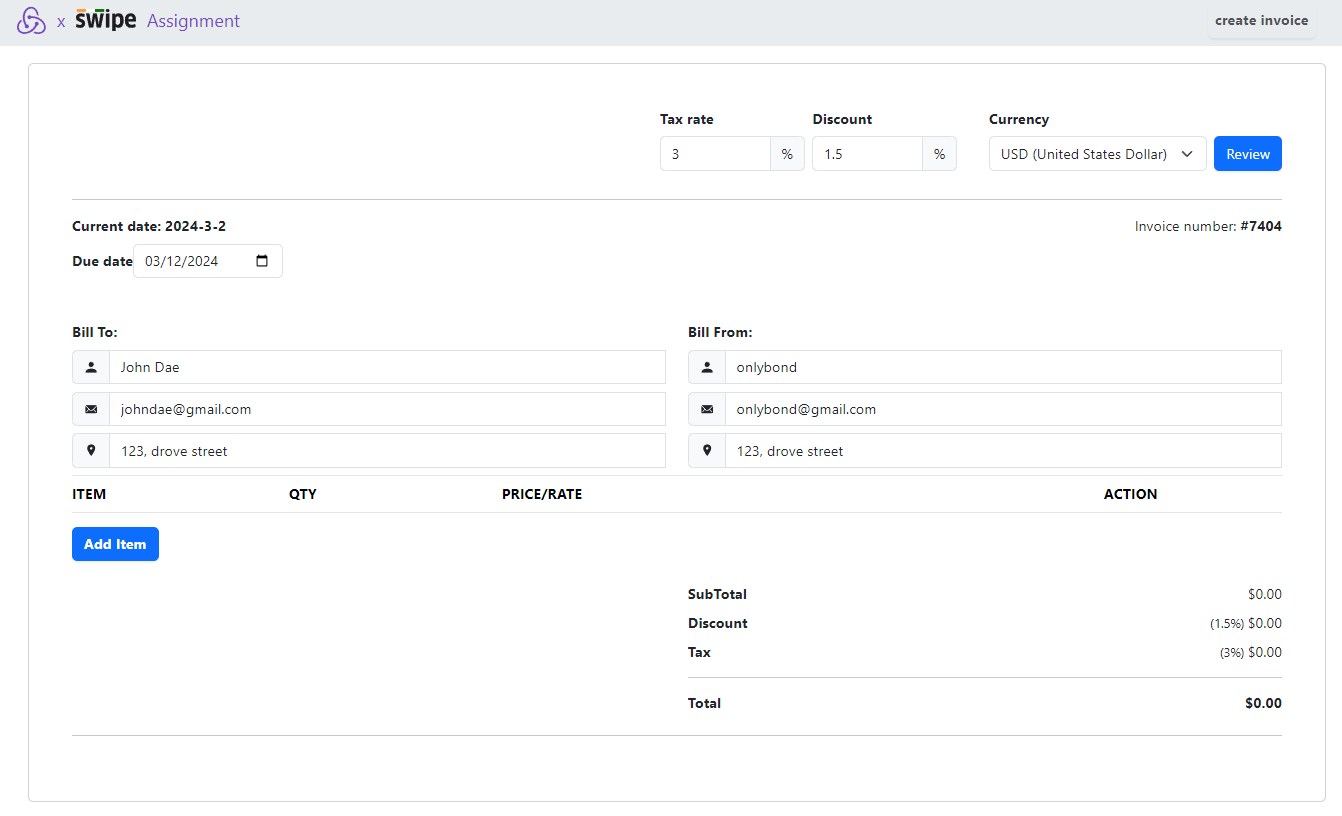 x swipe Assignment create invoice
Tax rate Discount Currency
3 % 1.5 % USD (United States Dollar) Review
Current date: 2024-3-2 Invoice number: #7404
Due date 03/12/2024
Bill To: Bill From:
John Dae onlybond
johndae@gmail.com onlybond@gmail.com
123, drove street 123, drove street
ITEM QTY PRICE/RATE ACTION
Add Item
SubTotal $0.00
Discount (1.5%) $0.00
Tax (3%) $0.00
Total $0.00